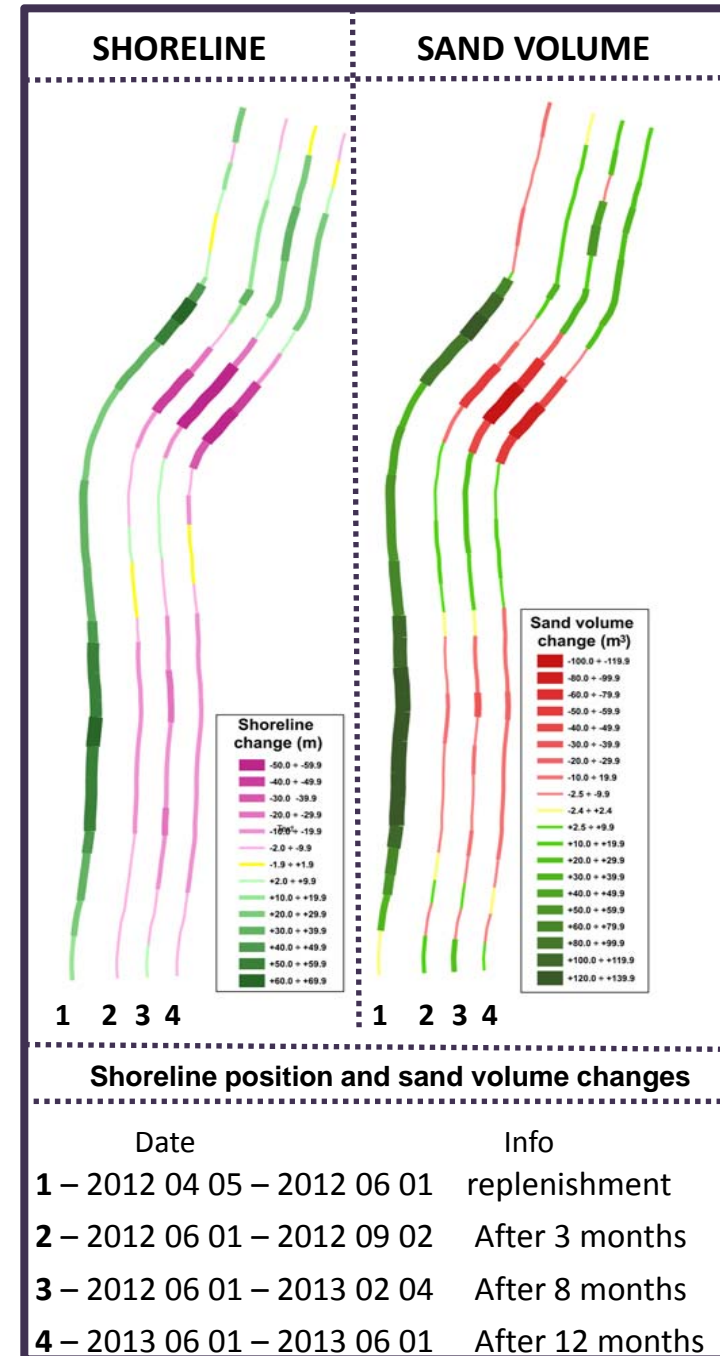 SHORELINE
SAND VOLUME
Shoreline
change (m)
-50.0 ÷ -59.9
-40.0 ÷ -49.9
-30.0 -39.9
-20.0 ÷ -29.9
-10.0 ÷ -19.9
-2.0 ÷ -9.9
-1.9 ÷ +1.9
+2.0 ÷ +9.9
+10.0 ÷ +19.9
+20.0 ÷ +29.9
+30.0 ÷ +39.9
+40.0 ÷ +49.9
+50.0 ÷ +59.9
+60.0 ÷ +69.9
Sand volume
change (m³)
-100.0 ÷ -119.9
-80.0 ÷ -99.9
-60.0 ÷ -79.9
-50.0 ÷ -59.9
-40.0 ÷ -49.9
-30.0 ÷ -39.9
-20.0 ÷ -29.9
-10.0 ÷ 19.9
-2.5 ÷ -9.9
-2.4 ÷ +2.4
+2.5 ÷ +9.9
+10.0 ÷ +19.9
+20.0 ÷ +29.9
+30.0 ÷ +39.9
+40.0 ÷ +49.9
+50.0 ÷ +59.9
+60.0 ÷ +79.9
+80.0 ÷ +99.9
+100.0 ÷ +119.9
+120.0 ÷ +139.9
1 2 3 4
1 2 3 4
Shoreline position and sand volume changes
Date Info
1 – 2012 04 05 – 2012 06 01 replenishment
2 – 2012 06 01 – 2012 09 02 After 3 months
3 – 2012 06 01 – 2013 02 04 After 8 months
4 – 2013 06 01 – 2013 06 01 After 12 months